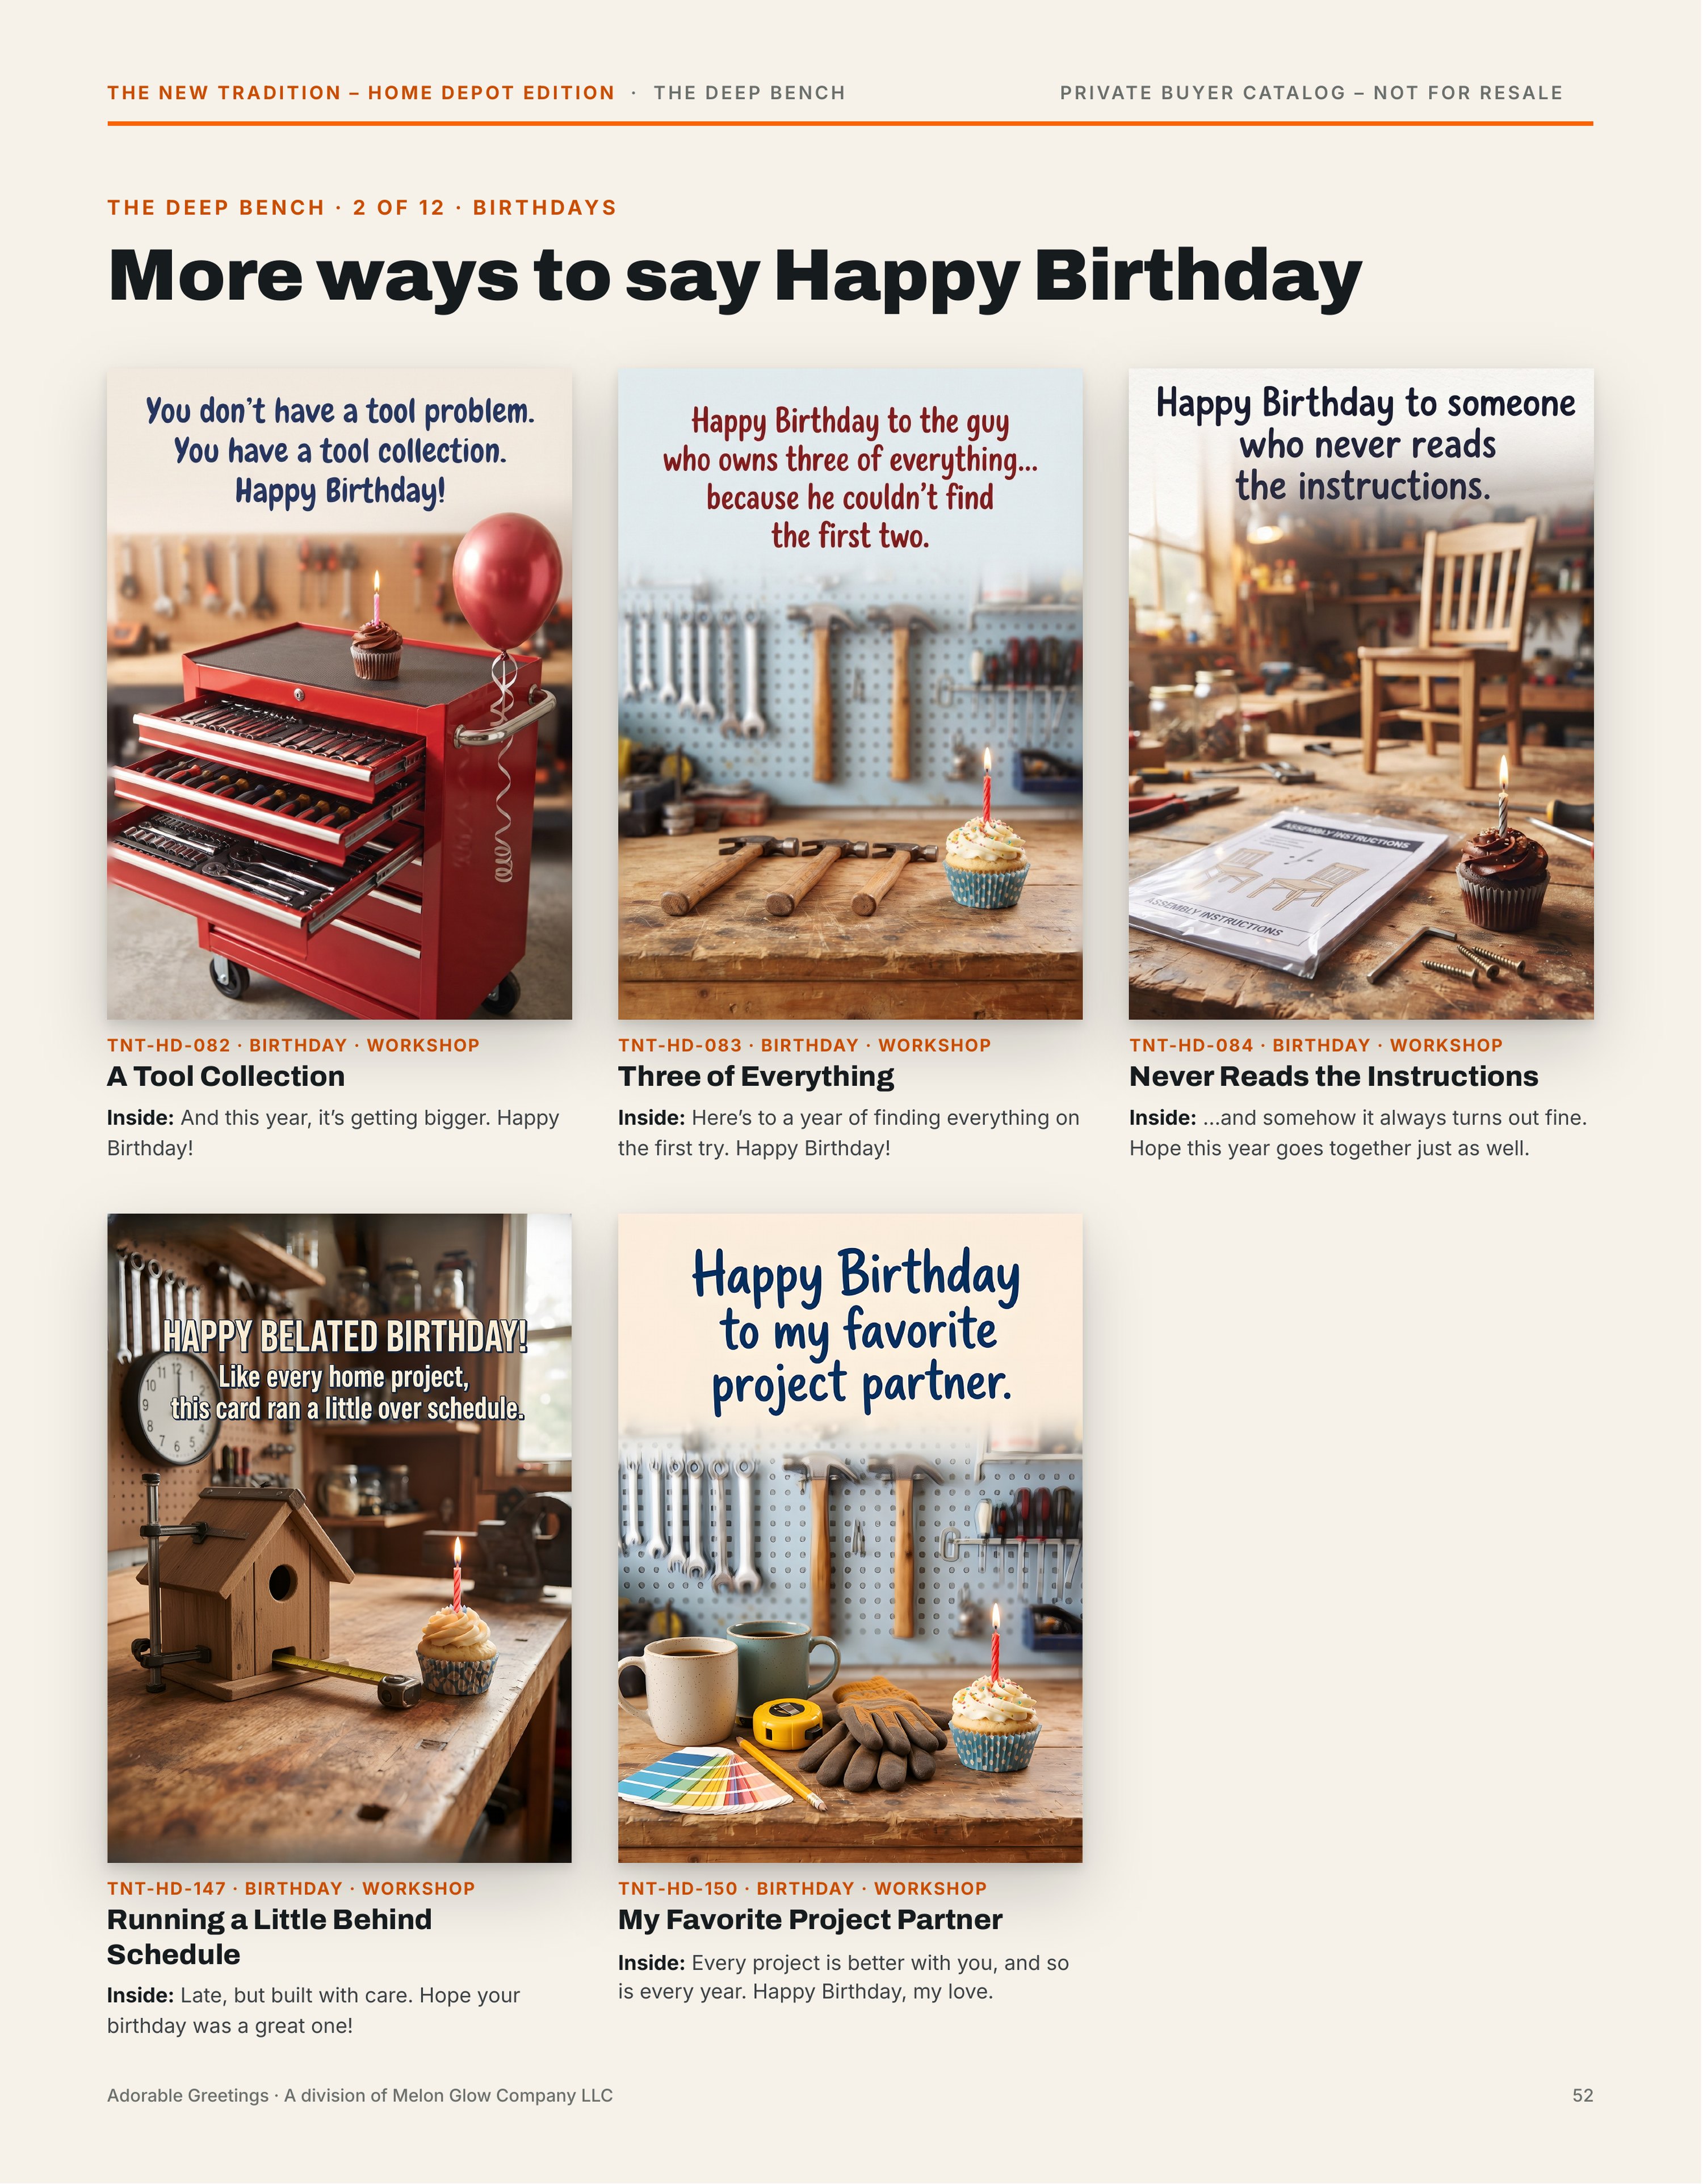 THE NEW TRADITION – HOME DEPOT EDITION · THE DEEP BENCH
PRIVATE BUYER CATALOG – NOT FOR RESALE
THE DEEP BENCH · 2 OF 12 · BIRTHDAYS
More ways to say Happy Birthday
You don't have a tool problem.
You have a tool collection.
Happy Birthday!
TNT-HD-082 · BIRTHDAY · WORKSHOP
A Tool Collection
Inside: And this year, it's getting bigger. Happy
Birthday!
Happy Birthday to the guy
who owns three of everything...
because he couldn't find
the first two.
TNT-HD-083 · BIRTHDAY · WORKSHOP
Three of Everything
Inside: Here's to a year of finding everything on
the first try. Happy Birthday!
Happy Birthday to someone
who never reads
the instructions.
ASSEMBLY INSTRUCTIONS
ASSEMBLY INSTRUCTIONS
TNT-HD-084 · BIRTHDAY · WORKSHOP
Never Reads the Instructions
Inside: ...and somehow it always turns out fine.
Hope this year goes together just as well.
HAPPY BELATED BIRTHDAY!
Like every home project,
this card ran a little over schedule.
11 12 1
10 2
9
8
7 6 5
TNT-HD-147 · BIRTHDAY · WORKSHOP
Running a Little Behind
Schedule
Inside: Late, but built with care. Hope your
birthday was a great one!
Happy Birthday
to my favorite
project partner.
TNT-HD-150 · BIRTHDAY · WORKSHOP
My Favorite Project Partner
Inside: Every project is better with you, and so
is every year. Happy Birthday, my love.
Adorable Greetings · A division of Melon Glow Company LLC
52